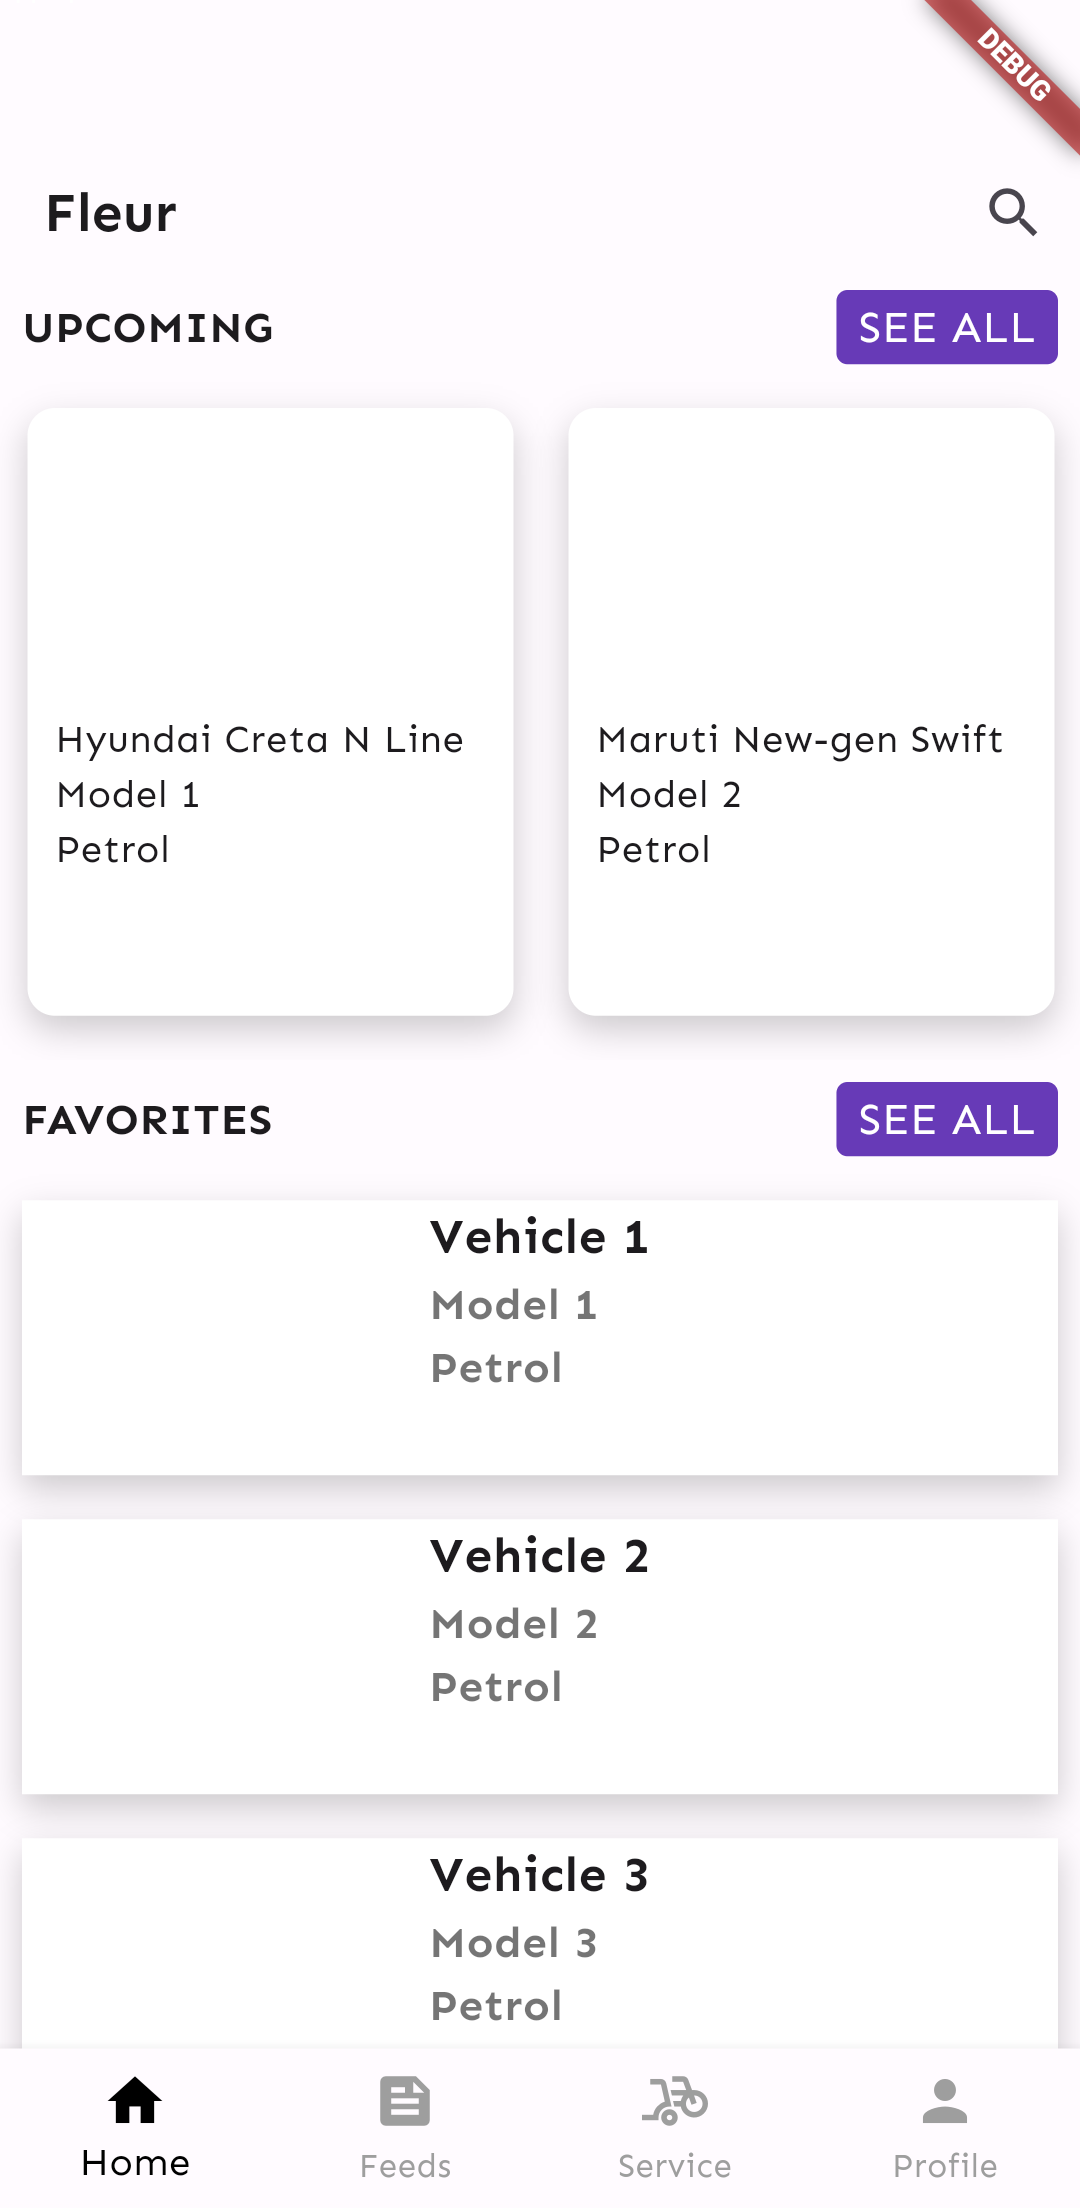 DEBUG
Fleur
UPCOMING
SEE ALL
Hyundai Creta N Line
Model 1
Petrol
Maruti New-gen Swift
Model 2
Petrol
FAVORITES
SEE ALL
Vehicle 1
Model 1
Petrol
Vehicle 2
Model 2
Petrol
Vehicle 3
Model 3
Petrol
Home
Feeds
Service
Profile